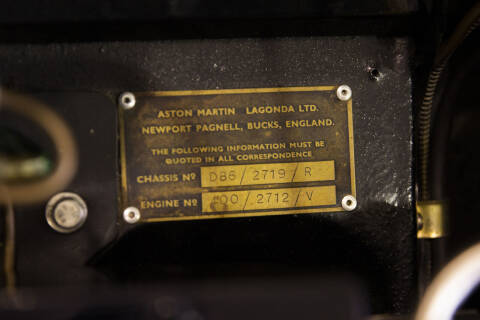 ASTON MARTIN LAGONDA LTD.
NEWPORT PAGNELL, BUCKS, ENGLAND.
THE FOLLOWING INFORMATION MUST BE
QUOTED IN ALL CORRESPONDENCE
CHASSIS Nº DB6/2719/R
ENGINE Nº 400/2712/V